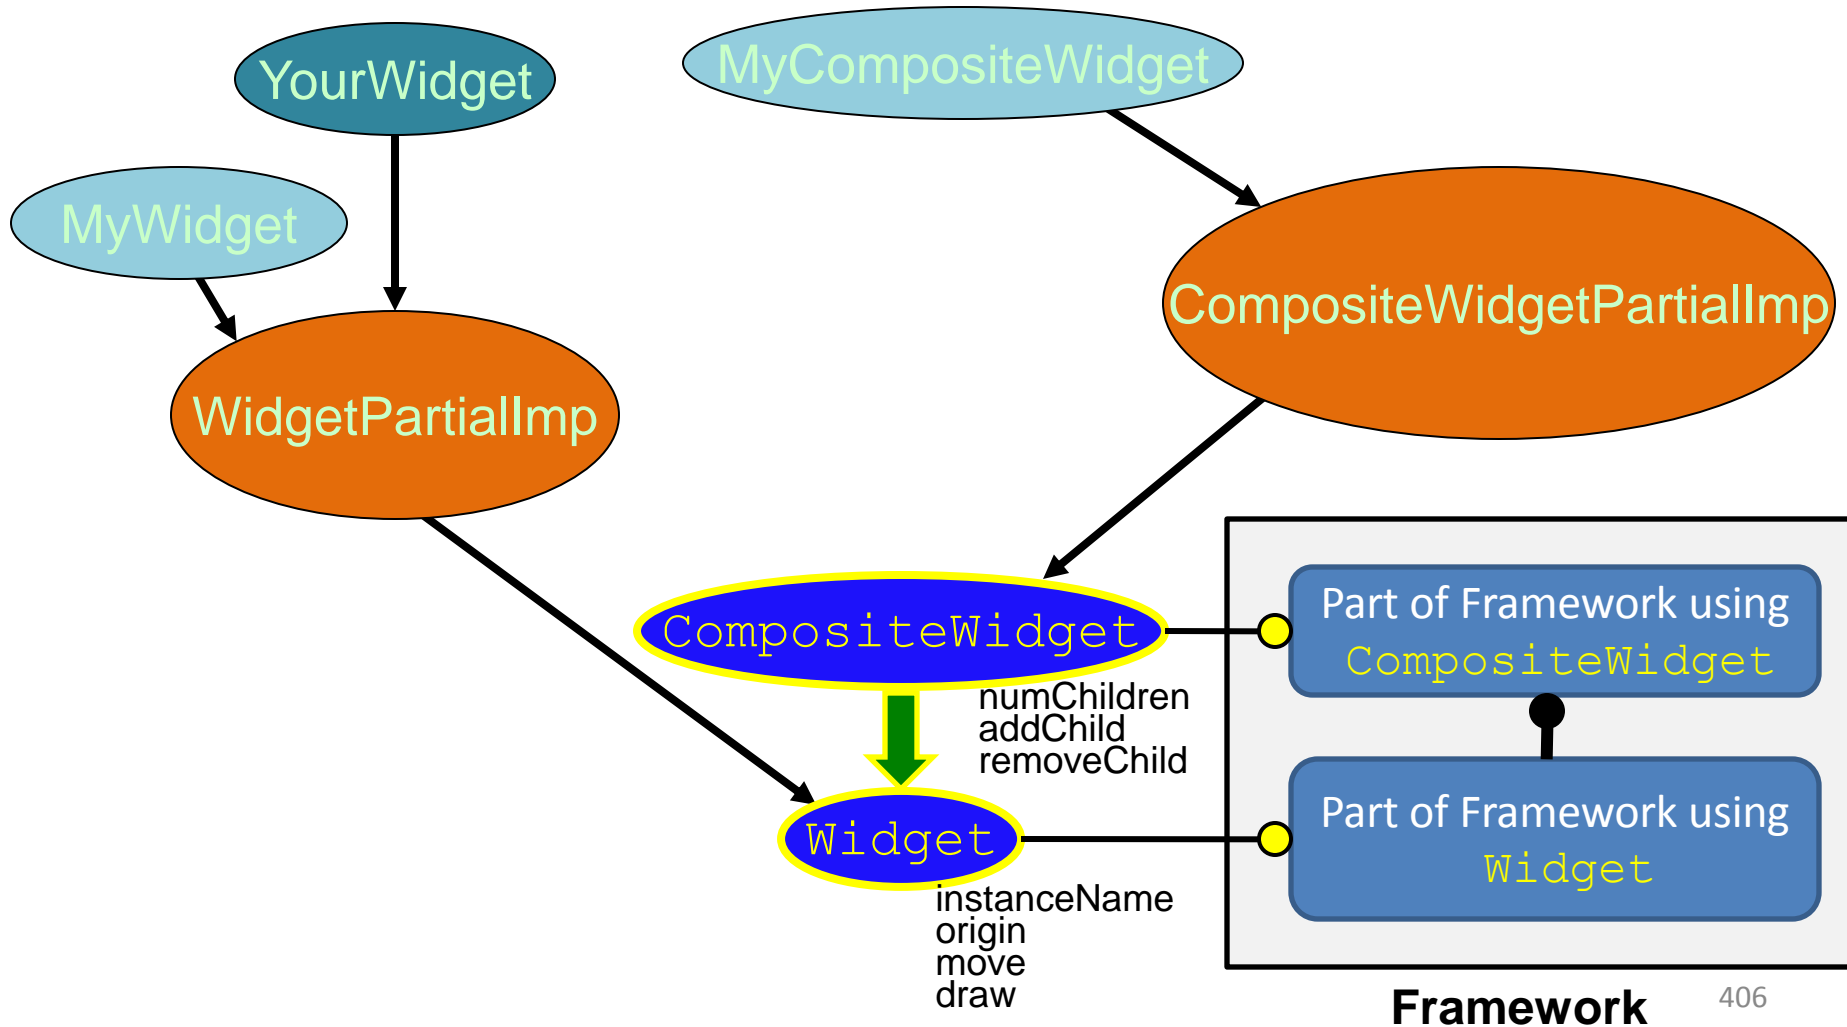 YourWidget
MyCompositeWidget
MyWidget
CompositeWidgetPartialImp
WidgetPartialImp
CompositeWidget
numChildren
addChild
removeChild
Widget
instanceName
origin
move
draw
Part of Framework using
CompositeWidget
Part of Framework using
Widget
Framework
406